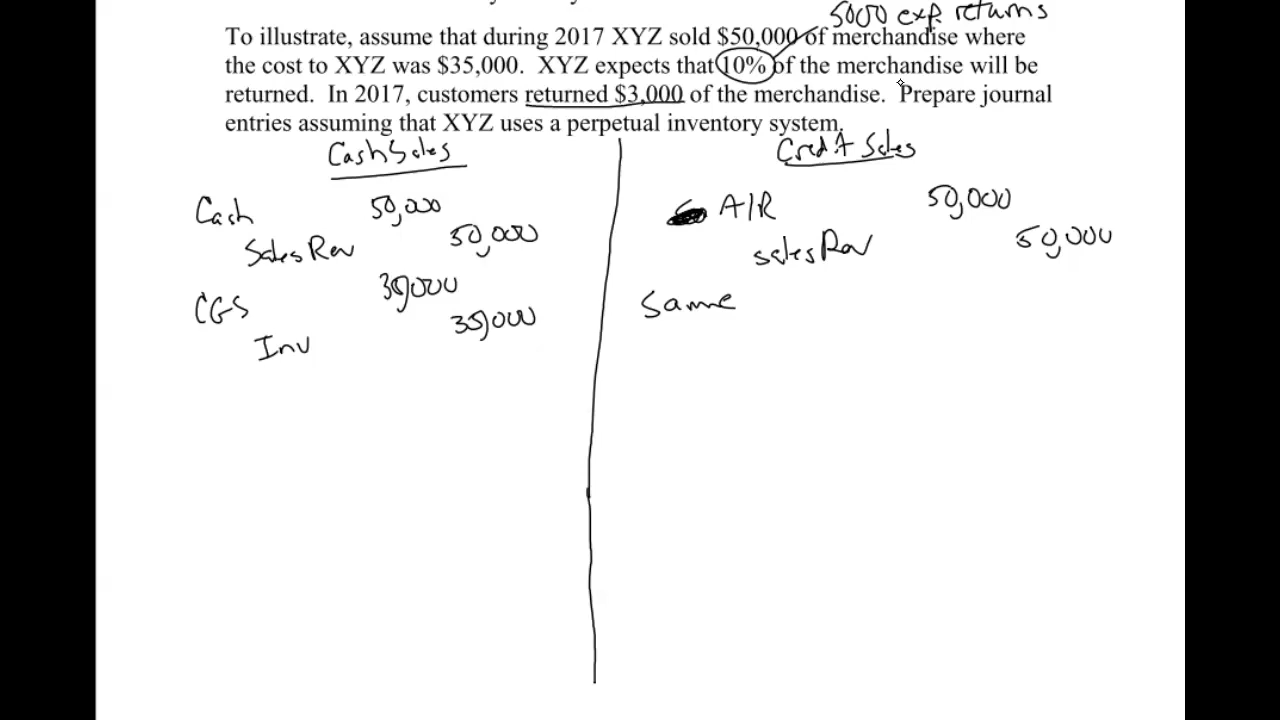 5000 exp. returns
To illustrate, assume that during 2017 XYZ sold $50,000 of merchandise where
the cost to XYZ was $35,000. XYZ expects that 10% of the merchandise will be
returned. In 2017, customers returned $3,000 of the merchandise. Prepare journal
entries assuming that XYZ uses a perpetual inventory system.
Cash Sales
Cash 50,000
Sales Rev 50,000
CGS 35,000
Inv 35,000
Credit Sales
A/R 50,000
Sales Rev 50,000
Same